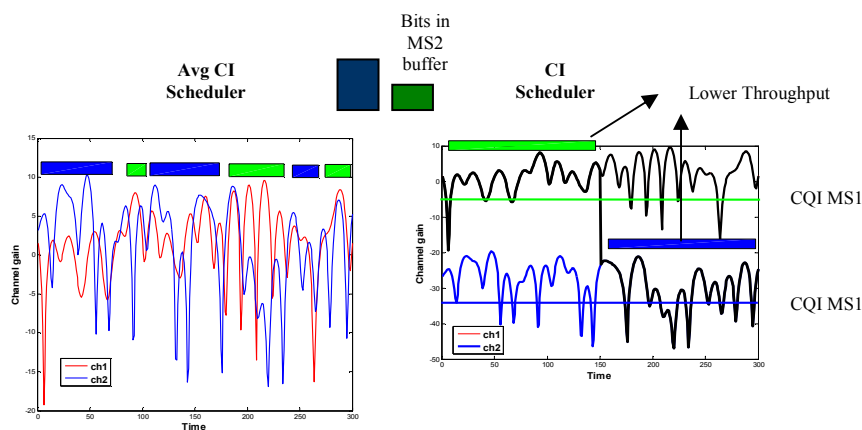 Bits in
MS2
buffer
Avg CI
Scheduler
CI
Scheduler
Lower Throughput
15
10
5
0
-5
-10
-15
-20
Channel gain
ch1
ch2
0
50
100
150
200
250
300
Time
10
0
-10
-20
-30
-40
-50
Channel gain
ch1
ch2
0
50
100
150
200
250
300
Time
CQI MS1
CQI MS1